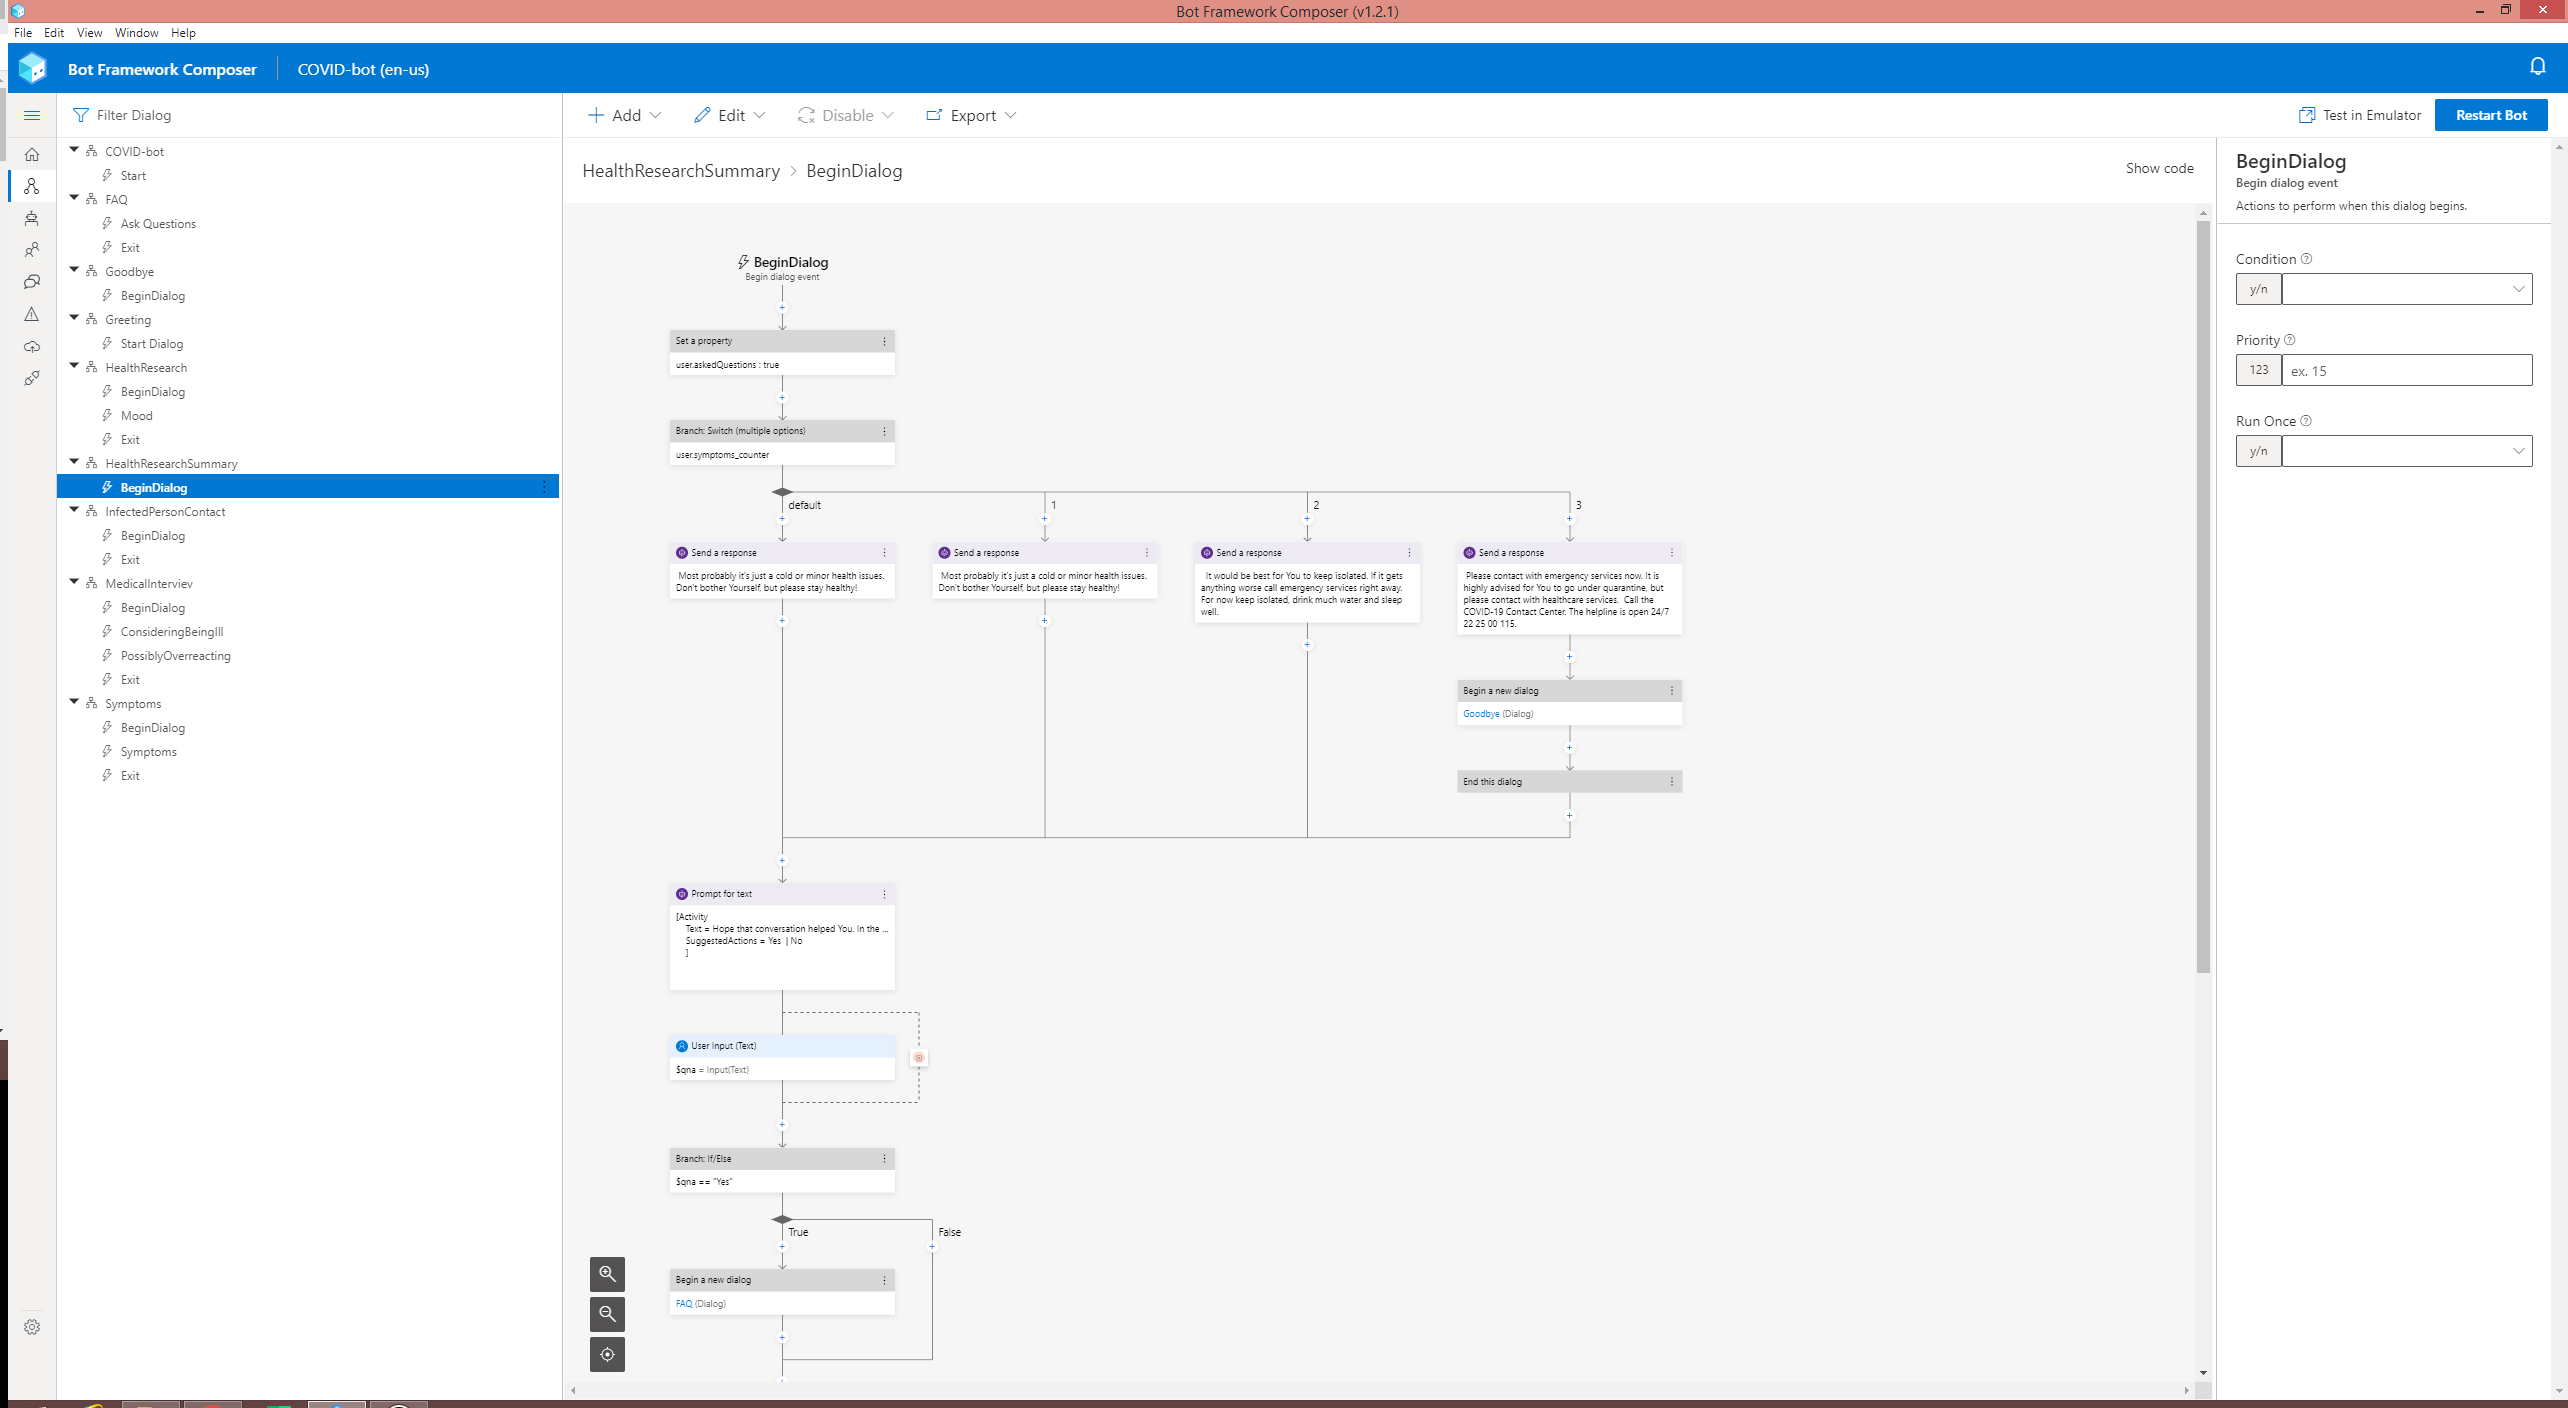 Bot Framework Composer (v1.2.1)
File Edit View Window Help
Bot Framework Composer COVID-bot (en-us)
Filter Dialog
Add Edit Disable Export
Test in Emulator Restart Bot
COVID-bot
Start
FAQ
Ask Questions
Exit
Goodbye
BeginDialog
Greeting
Start Dialog
HealthResearch
BeginDialog
Mood
Exit
HealthResearchSummary
BeginDialog
InfectedPersonContact
BeginDialog
Exit
MedicalInterviev
BeginDialog
ConsideringBeingIll
PossiblyOverreacting
Exit
Symptoms
BeginDialog
Symptoms
Exit
HealthResearchSummary > BeginDialog
Show code
BeginDialog
Begin dialog event
Set a property
user.askedQuestions : true
Branch: Switch (multiple options)
user.symptoms_counter
default
1
2
3
Send a response
Most probably it's just a cold or minor health issues.
Don't bother Yourself, but please stay healthy!
Send a response
Most probably it's just a cold or minor health issues.
Don't bother Yourself, but please stay healthy!
Send a response
It would be best for You to keep isolated. If it gets
anything worse call emergency services right away.
For now keep isolated, drink much water and sleep
well.
Send a response
Please contact with emergency services now. It is
highly advised for You to go under quarantine, but
please contact with healthcare services. Call the
COVID-19 Contact Center. The helpline is open 24/7
22 25 00 115.
Begin a new dialog
Goodbye (Dialog)
End this dialog
Prompt for text
[Activity
Text = Hope that conversation helped You. In the ...
SuggestedActions = Yes | No
]
User Input (Text)
$qna = Input(Text)
Branch: If/Else
$qna == "Yes"
True
False
Begin a new dialog
FAQ (Dialog)
BeginDialog
Begin dialog event
Actions to perform when this dialog begins.
Condition
y/n
Priority
123 ex. 15
Run Once
y/n